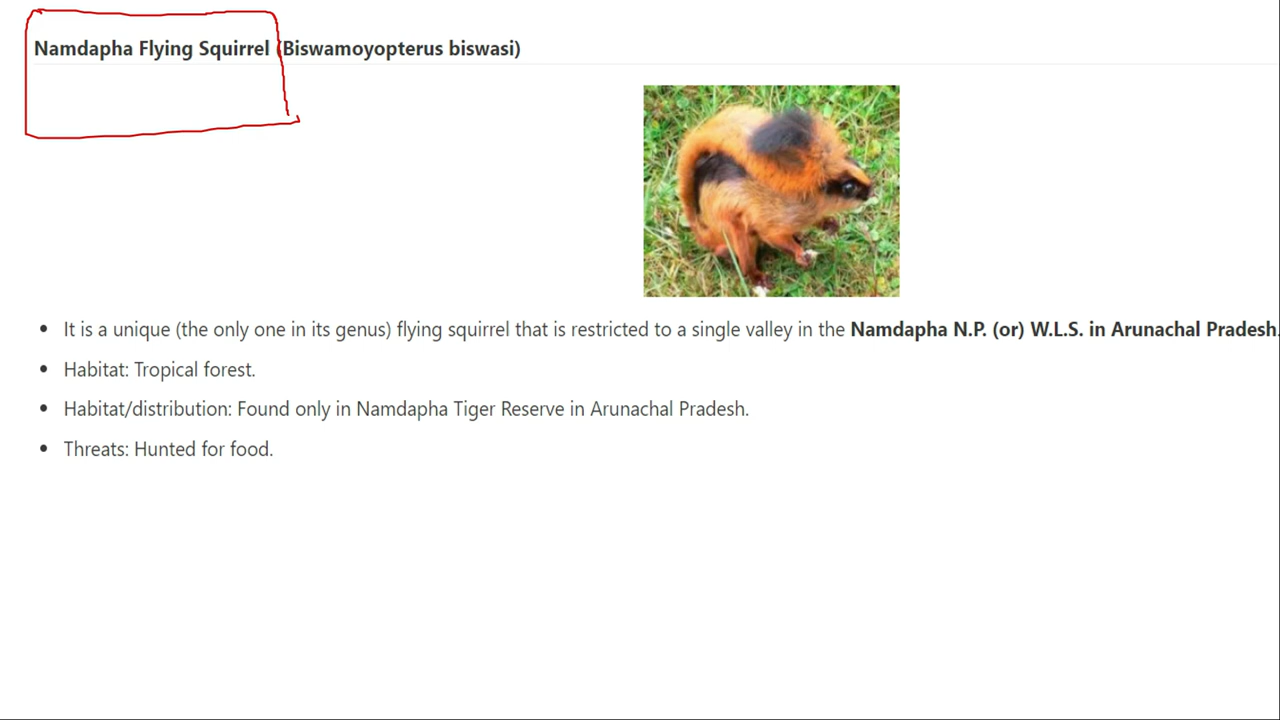 Namdapha Flying Squirrel (Biswamoyopterus biswasi)
• It is a unique (the only one in its genus) flying squirrel that is restricted to a single valley in the Namdapha N.P. (or) W.L.S. in Arunachal Pradesh.
• Habitat: Tropical forest.
• Habitat/distribution: Found only in Namdapha Tiger Reserve in Arunachal Pradesh.
• Threats: Hunted for food.